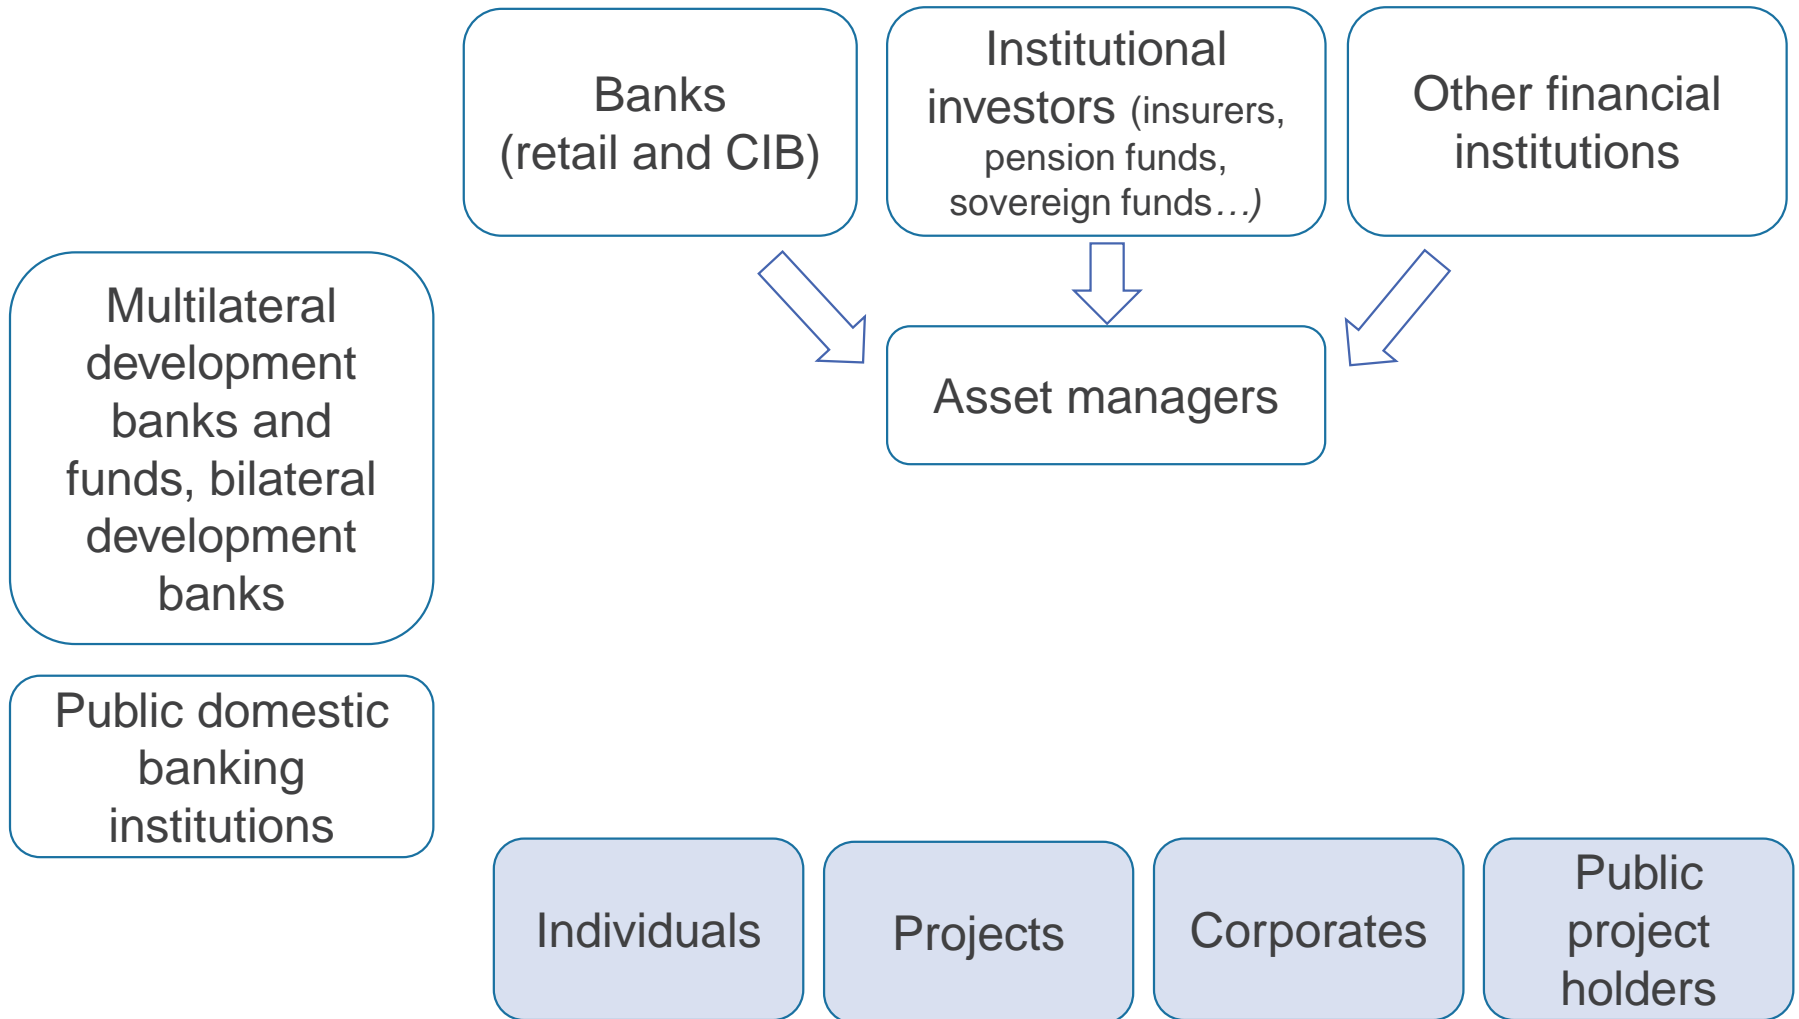 Banks
(retail and CIB)
Institutional
investors (insurers,
pension funds,
sovereign funds…)
Other financial
institutions
Multilateral
development
banks and
funds, bilateral
development
banks
Asset managers
Public domestic
banking
institutions
Individuals
Projects
Corporates
Public
project
holders